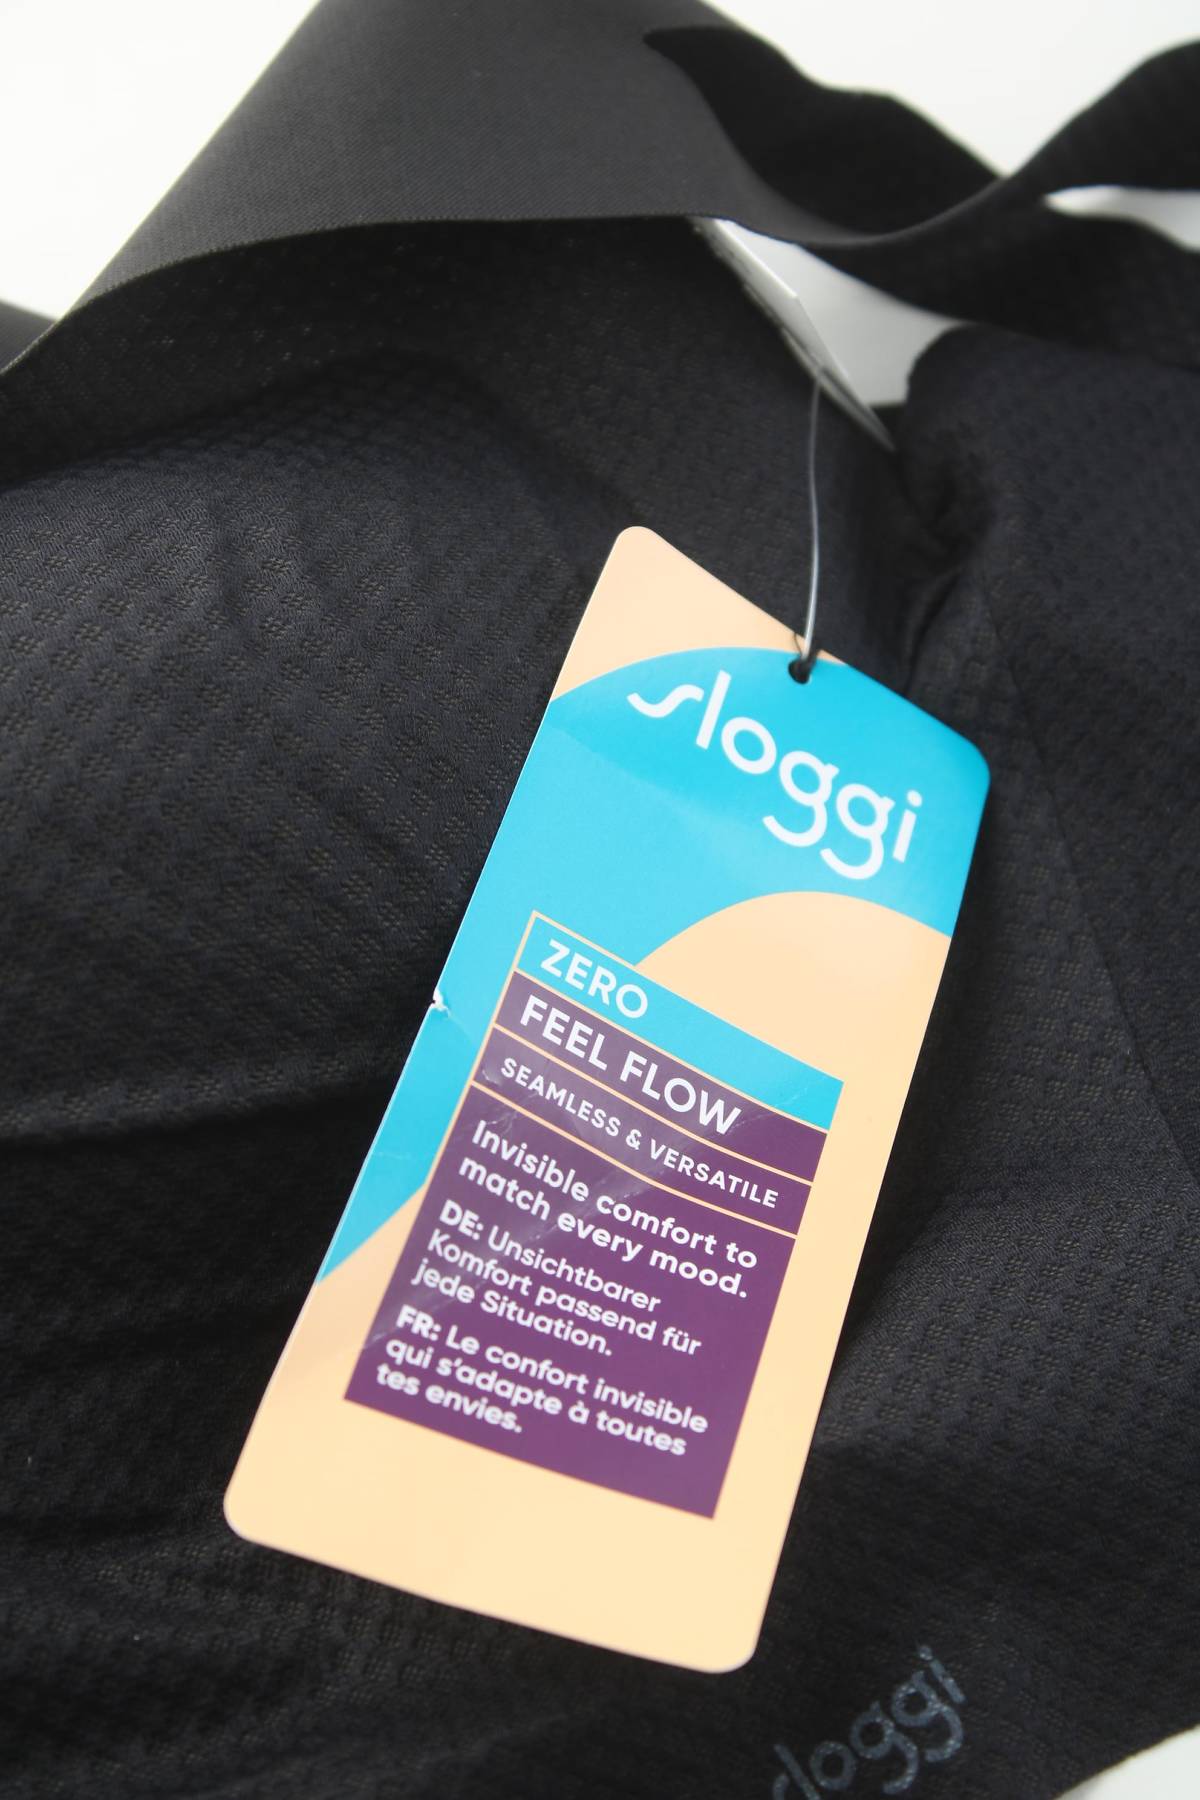 sloggi
ZERO
FEEL FLOW
SEAMLESS & VERSATILE
Invisible comfort to
match every mood.
DE: Unsichtbarer
Komfort passend für
jede Situation.
FR: Le confort invisible
qui s'adapte à toutes
tes envies.
sloggi